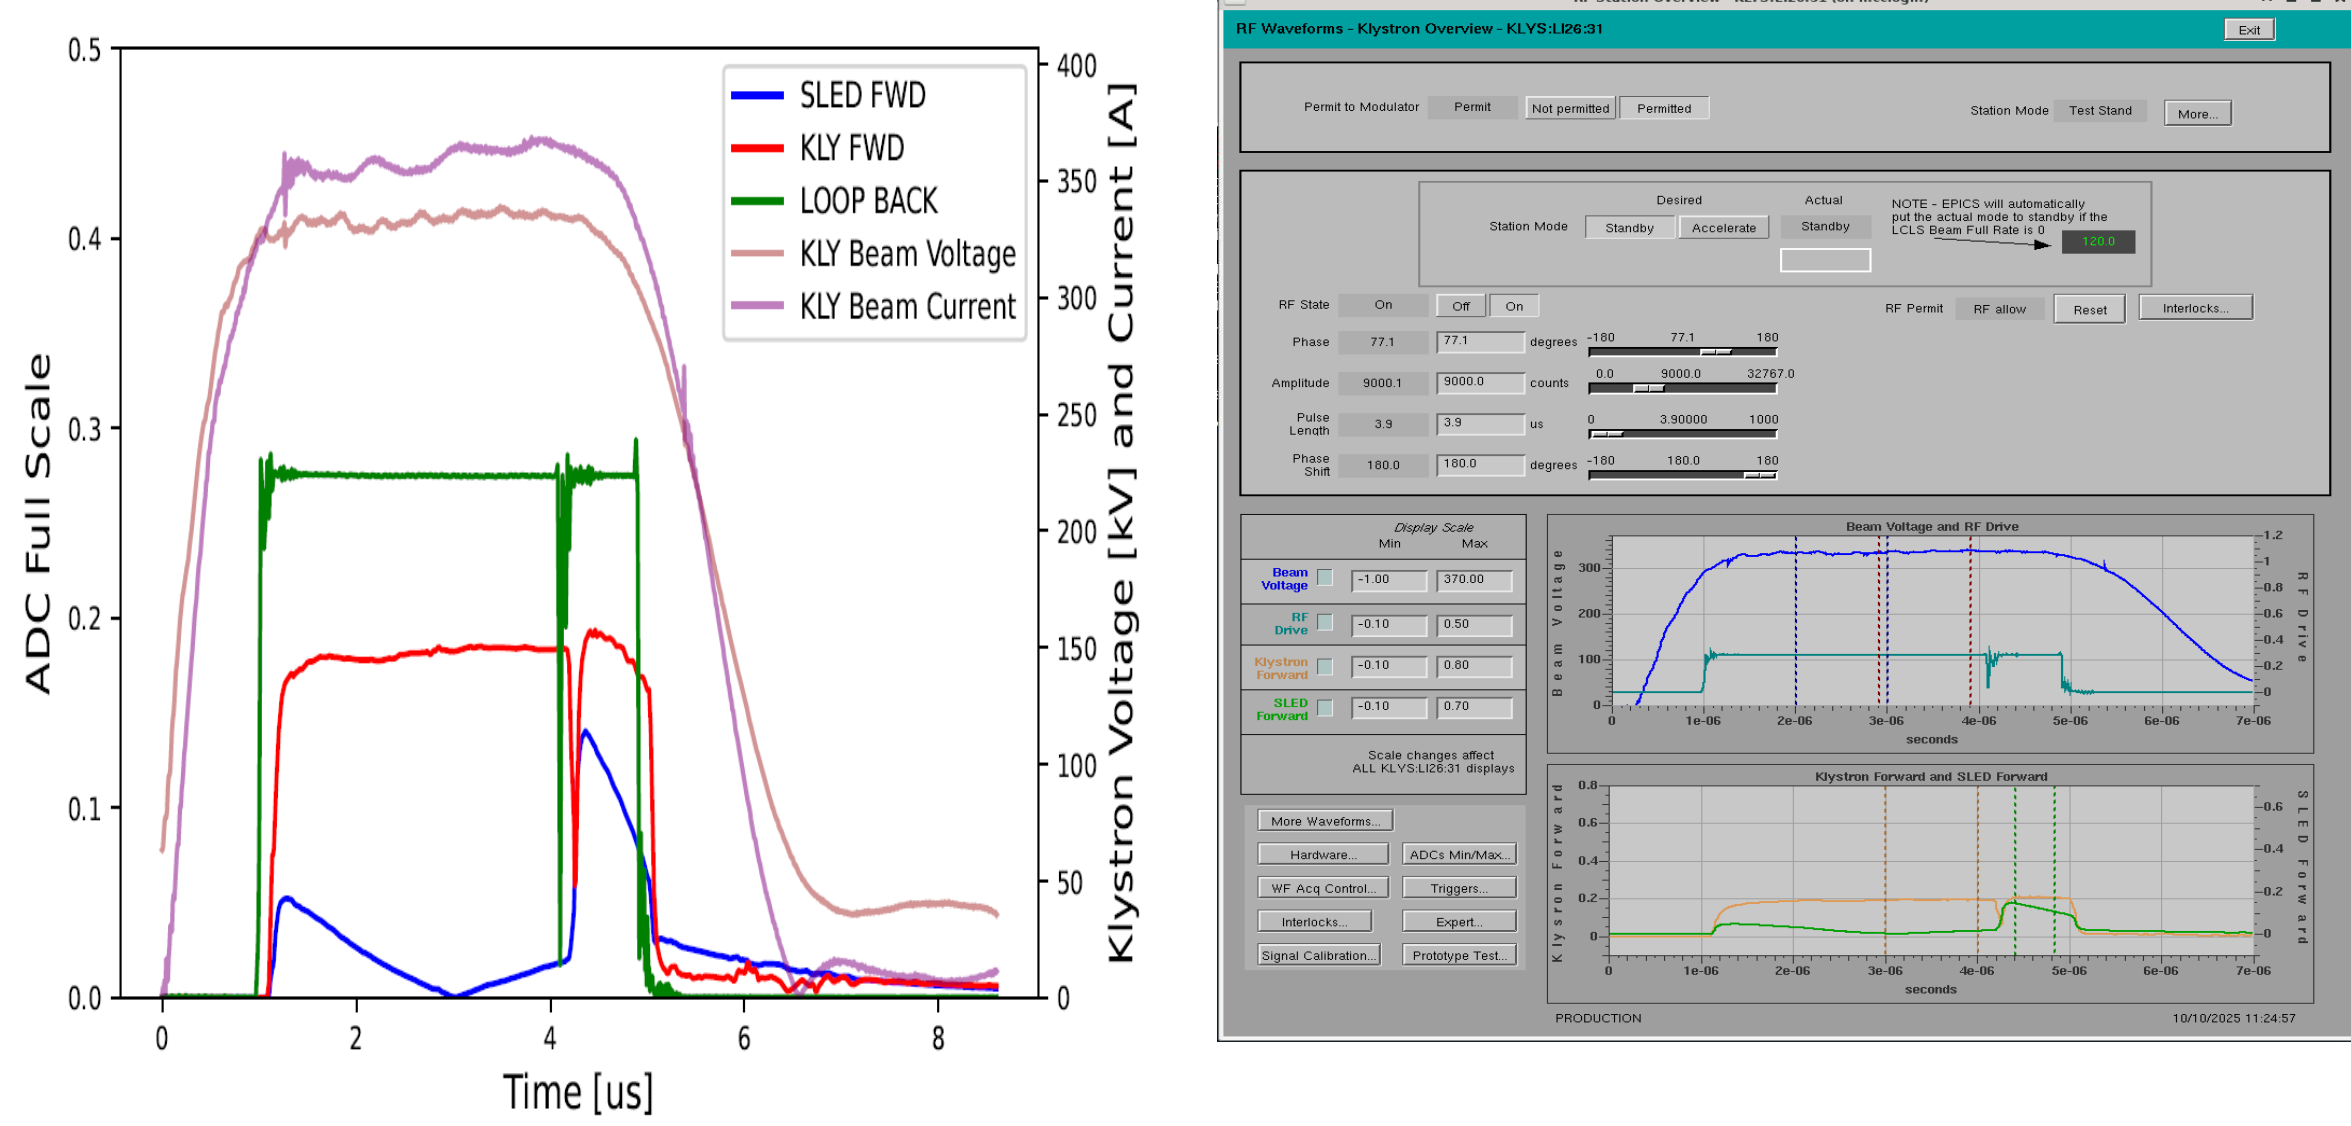 0.5
0.4
0.3
0.2
0.1
0.0
ADC Full Scale
0
2
4
6
8
Time [us]
400
350
300
250
200
150
100
50
0
Klystron Voltage [kV] and Current [A]
SLED FWD
KLY FWD
LOOP BACK
KLY Beam Voltage
KLY Beam Current
RF Waveforms - Klystron Overview - KLYS:LI26:31
Exit
Permit to Modulator Permit Not permitted Permitted
Station Mode Test Stand More...
Desired Actual
Station Mode Standby Accelerate Standby
NOTE - EPICS will automatically
put the actual mode to standby if the
LCLS Beam Full Rate is 0
120.0
RF State On Off On
RF Permit RF allow Reset Interlocks...
Phase 77.1 77.1 degrees -180 77.1 180
Amplitude 9000.1 9000.0 counts 0.0 9000.0 32767.0
Pulse
Length 3.9 3.9 us 0 3.90000 1000
Phase
Shift 180.0 180.0 degrees -180 180.0 180
Display Scale
Min Max
Beam
Voltage -1.00 370.00
RF
Drive -0.10 0.50
Klystron
Forward -0.10 0.80
SLED
Forward -0.10 0.70
Scale changes affect
ALL KLYS:LI26:31 displays
More Waveforms...
Hardware... ADCs Min/Max...
WF Acq Control... Triggers...
Interlocks... Expert...
Signal Calibration... Prototype Test...
Beam Voltage and RF Drive
Beam Voltage
300
200
100
0
0 1e-06 2e-06 3e-06 4e-06 5e-06 6e-06 7e-06
seconds
1.2
1
0.8
0.6
0.4
0.2
0
RF Drive
Klystron Forward and SLED Forward
Klysron Forward
0.8
0.6
0.4
0.2
0
0 1e-06 2e-06 3e-06 4e-06 5e-06 6e-06 7e-06
seconds
0.6
0.4
0.2
0
SLED Forward
PRODUCTION
10/10/2025 11:24:57